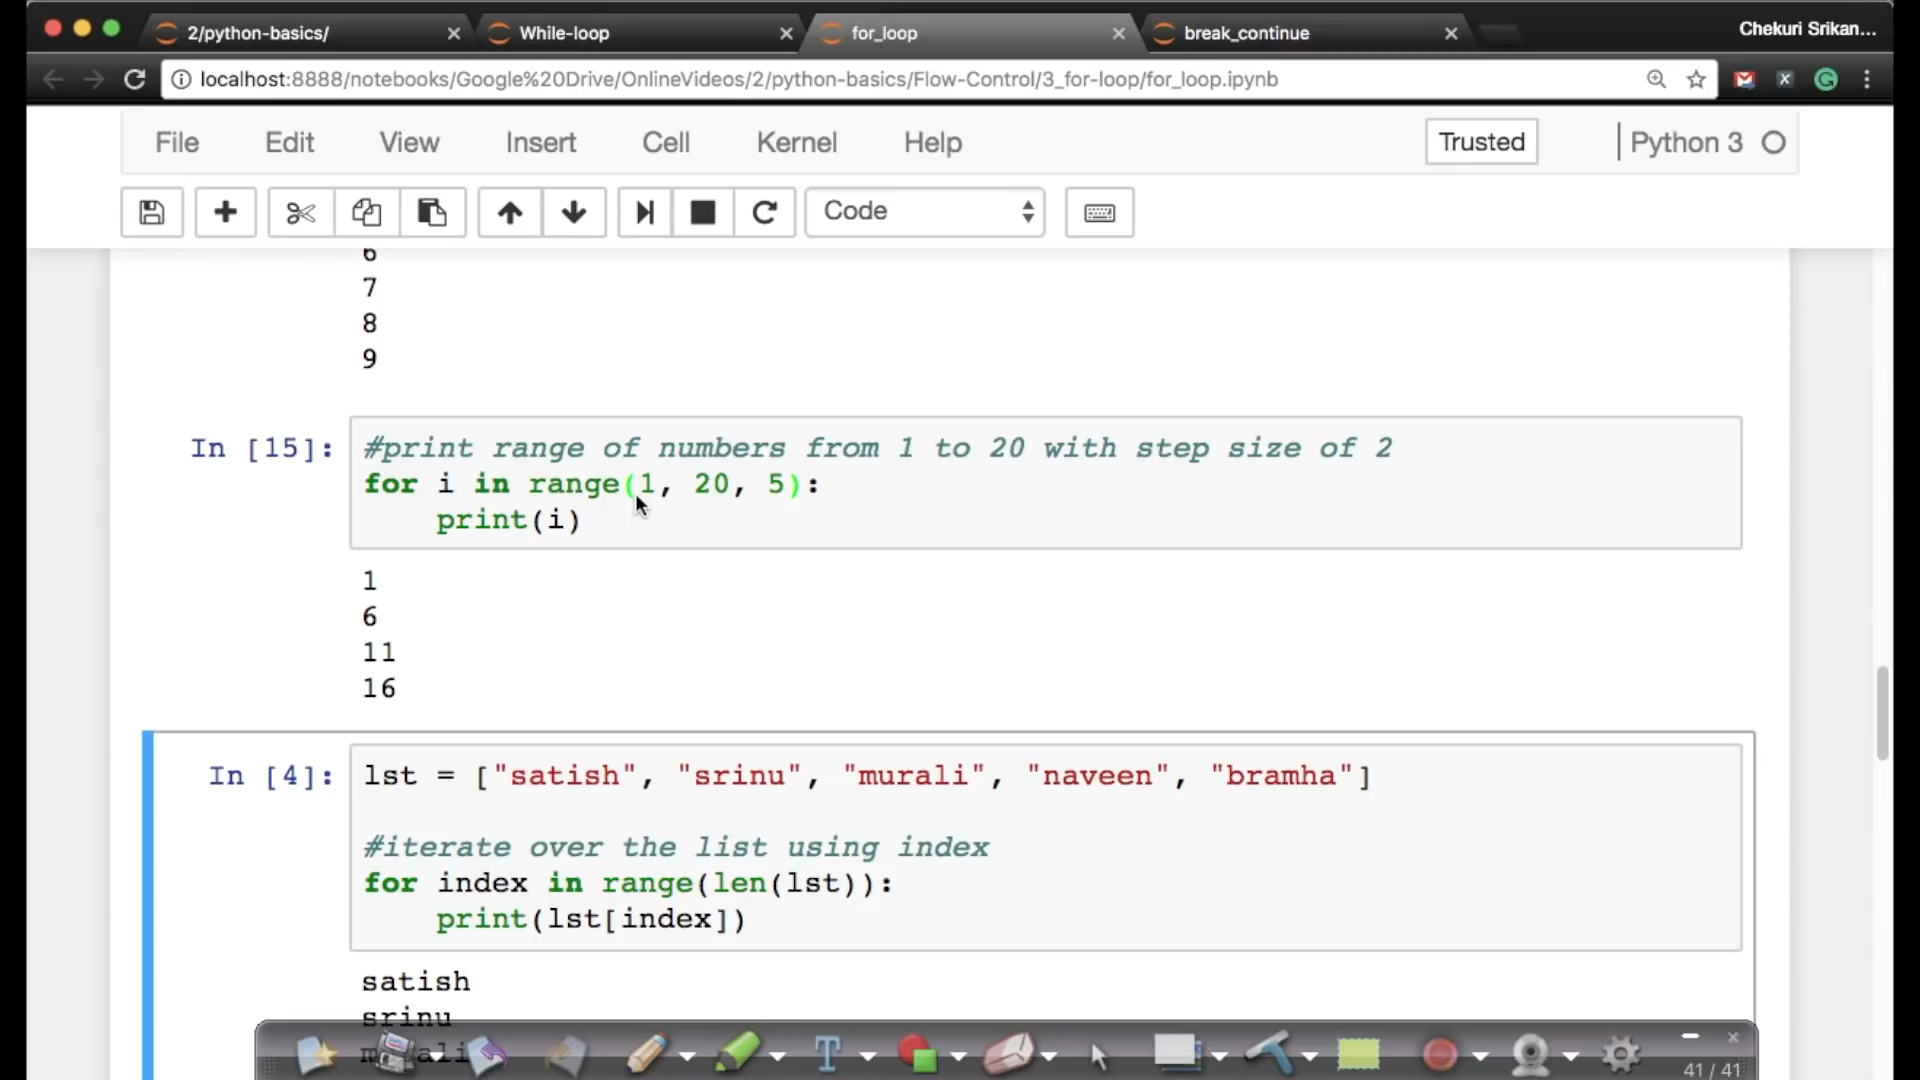 2/python-basics/ While-loop for_loop break_continue Chekuri Srikan...
localhost:8888/notebooks/Google%20Drive/OnlineVideos/2/python-basics/Flow-Control/3_for-loop/for_loop.ipynb
File Edit View Insert Cell Kernel Help Trusted Python 3
Code
6
7
8
9
In [15]: #print range of numbers from 1 to 20 with step size of 2
for i in range(1, 20, 5):
print(i)
1
6
11
16
In [4]: lst = ["satish", "srinu", "murali", "naveen", "bramha"]
#iterate over the list using index
for index in range(len(lst)):
print(lst[index])
satish
srinu
41 / 41